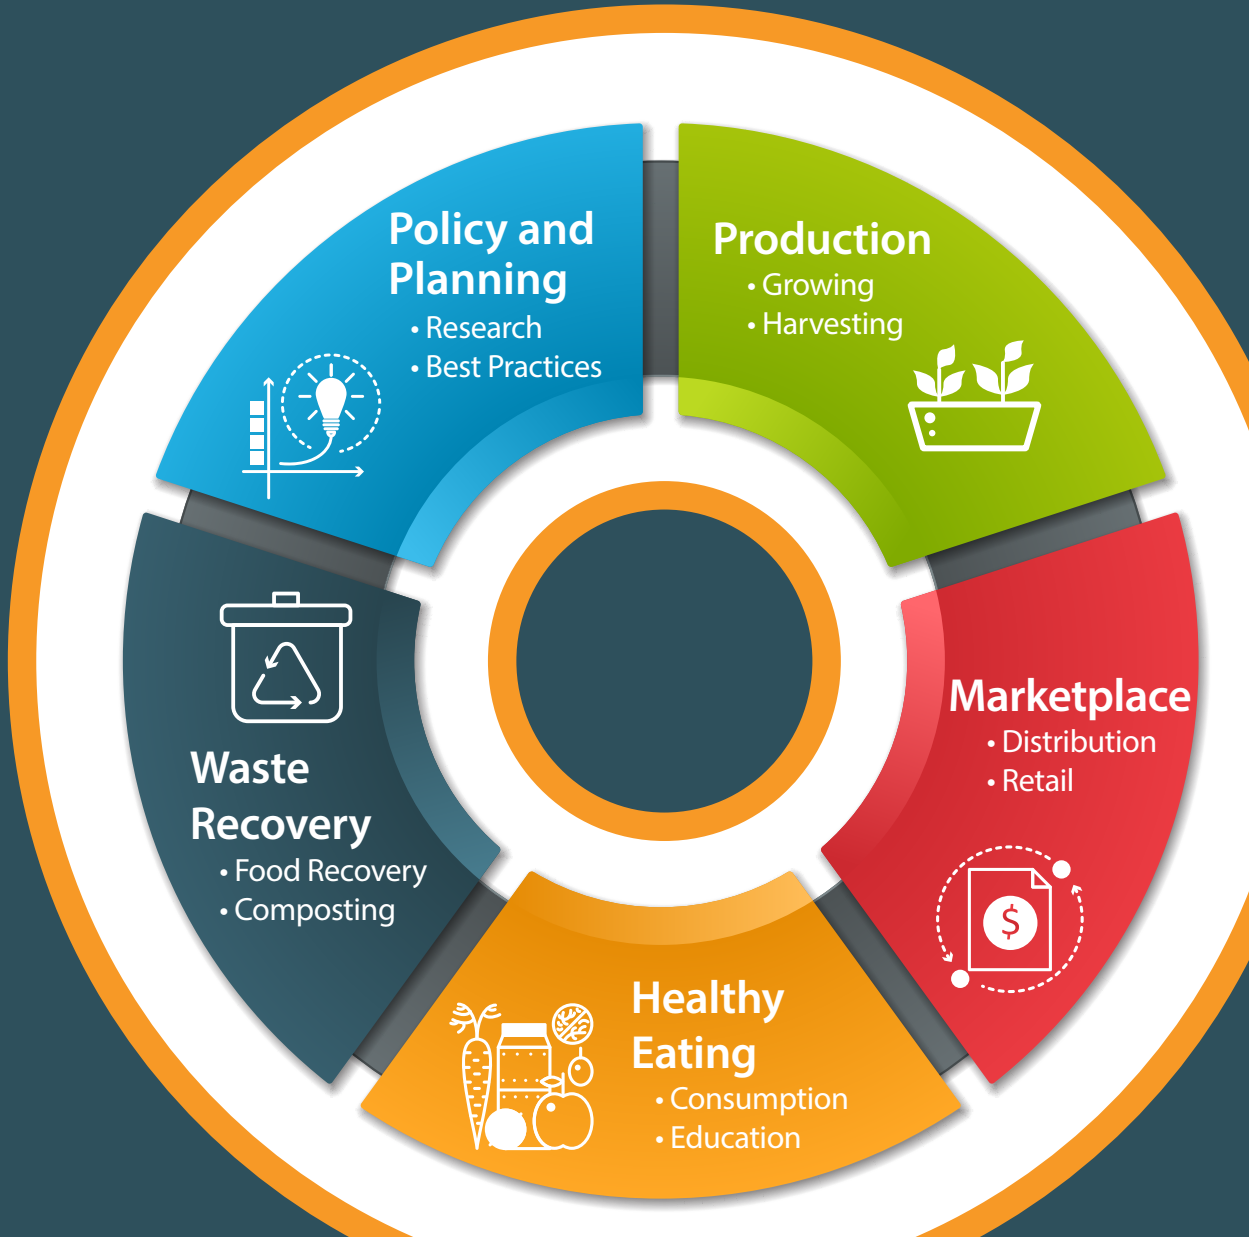 Policy and
Planning
• Research
• Best Practices
Production
• Growing
• Harvesting
Marketplace
• Distribution
• Retail
$
Healthy
Eating
• Consumption
• Education
Waste
Recovery
• Food Recovery
• Composting